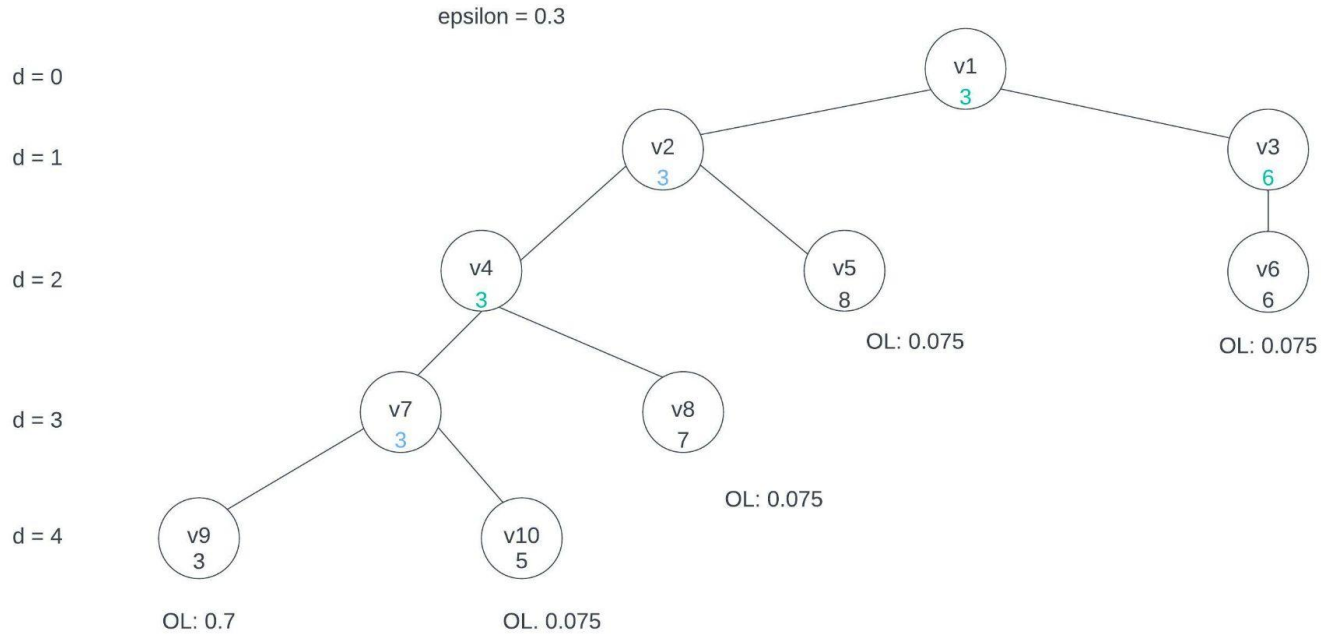 epsilon = 0.3
d = 0
v1
3
d = 1
v2
3
v3
6
d = 2
v4
3
v5
8
v6
6
OL: 0.075
OL: 0.075
d = 3
v7
3
v8
7
OL: 0.075
d = 4
v9
3
v10
5
OL: 0.7
OL. 0.075